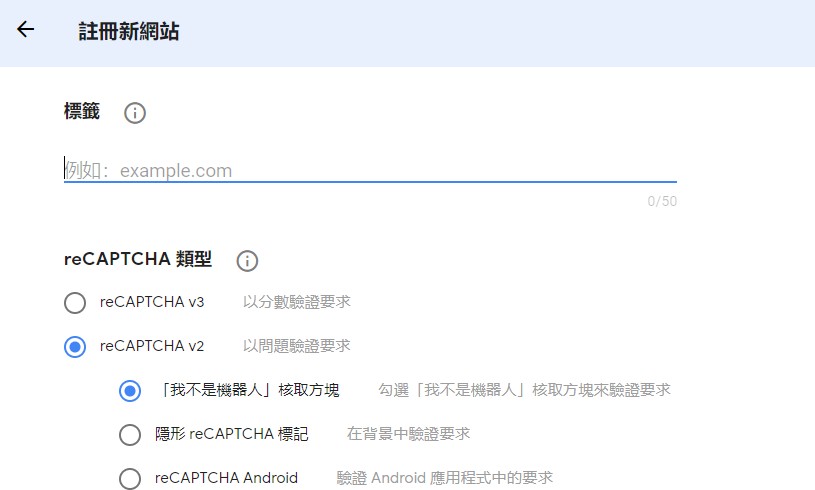 註冊新網站
標籤
例如：example.com
0/50
reCAPTCHA 類型
reCAPTCHA v3 以分數驗證要求
reCAPTCHA v2 以問題驗證要求
「我不是機器人」核取方塊 勾選「我不是機器人」核取方塊來驗證要求
隱形 reCAPTCHA 標記 在背景中驗證要求
reCAPTCHA Android 驗證 Android 應用程式中的要求